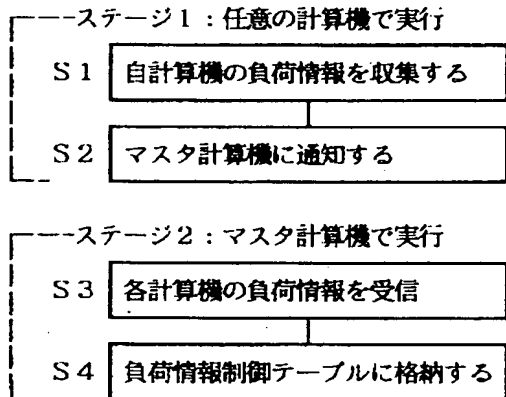 ステージ1:任意の計算機で実行
S1 自計算機の負荷情報を収集する
S2 マスタ計算機に通知する
ステージ2:マスタ計算機で実行
S3 各計算機の負荷情報を受信
S4 負荷情報制御テーブルに格納する